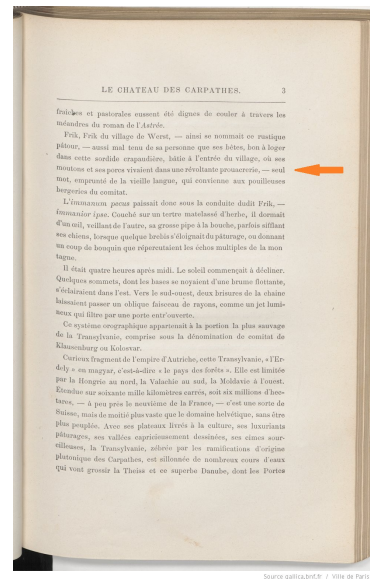 LE CHATEAU DES CARPATHES. 3
fraîches et pastorales eussent été dignes de couler à travers les
méandres du roman de l'Astrée.
Frik, Frik du village de Werst, — ainsi se nommait ce rustique
pâtour, — aussi mal tenu de sa personne que ses bêtes, bon à loger
dans cette sordide crapaudière, bâtie à l'entrée du village, où ses
moutons et ses porcs vivaient dans une révoltante prouacrerie, — seul
mot, emprunté de la vieille langue, qui convienne aux pouilleuses
bergeries du comitat.
L'immanum pecus paissait donc sous la conduite dudit Frik, —
immanior ipse. Couché sur un tertre matelassé d'herbe, il dormait
d'un œil, veillant de l'autre, sa grosse pipe à la bouche, parfois sifflant
ses chiens, lorsque quelque brebis s'éloignait du pâturage, ou donnant
un coup de bouquin que répercutaient les échos multiples de la mon
tagne.
Il était quatre heures après midi. Le soleil commençait à décliner.
Quelques sommets, dont les bases se noyaient d'une brume flottante,
s'éclairaient dans l'est. Vers le sud-ouest, deux brisures de la chaîne
laissaient passer un oblique faisceau de rayons, comme un jet lumi-
neux qui filtre par une porte entr'ouverte.
Ce système orographique appartenait à la portion la plus sauvage
de la Transylvanie, comprise sous la dénomination de comitat de
Klausenburg ou Kolosvar.
Curieux fragment de l'empire d'Autriche, cette Transylvanie, « l'Er-
dely » en magyar, c'est-à-dire « le pays des forêts ». Elle est limitée
par la Hongrie au nord, la Valachie au sud, la Moldavie à l'ouest.
Étendue sur soixante mille kilomètres carrés, soit six millions d'hec-
tares, — à peu près le neuvième de la France, — c'est une sorte de
Suisse, mais de moitié plus vaste que le domaine helvétique, sans être
plus peuplée. Avec ses plateaux livrés à la culture, ses luxuriants
pâturages, ses vallées capricieusement dessinées, ses cimes sour-
cilleuses, la Transylvanie, zébrée par les ramifications d'origine
plutonique des Carpathes, est sillonnée de nombreux cours d'eaux
qui vont grossir la Theiss et ce superbe Danube, dont les Portes
Source gallica.bnf.fr / Ville de Paris